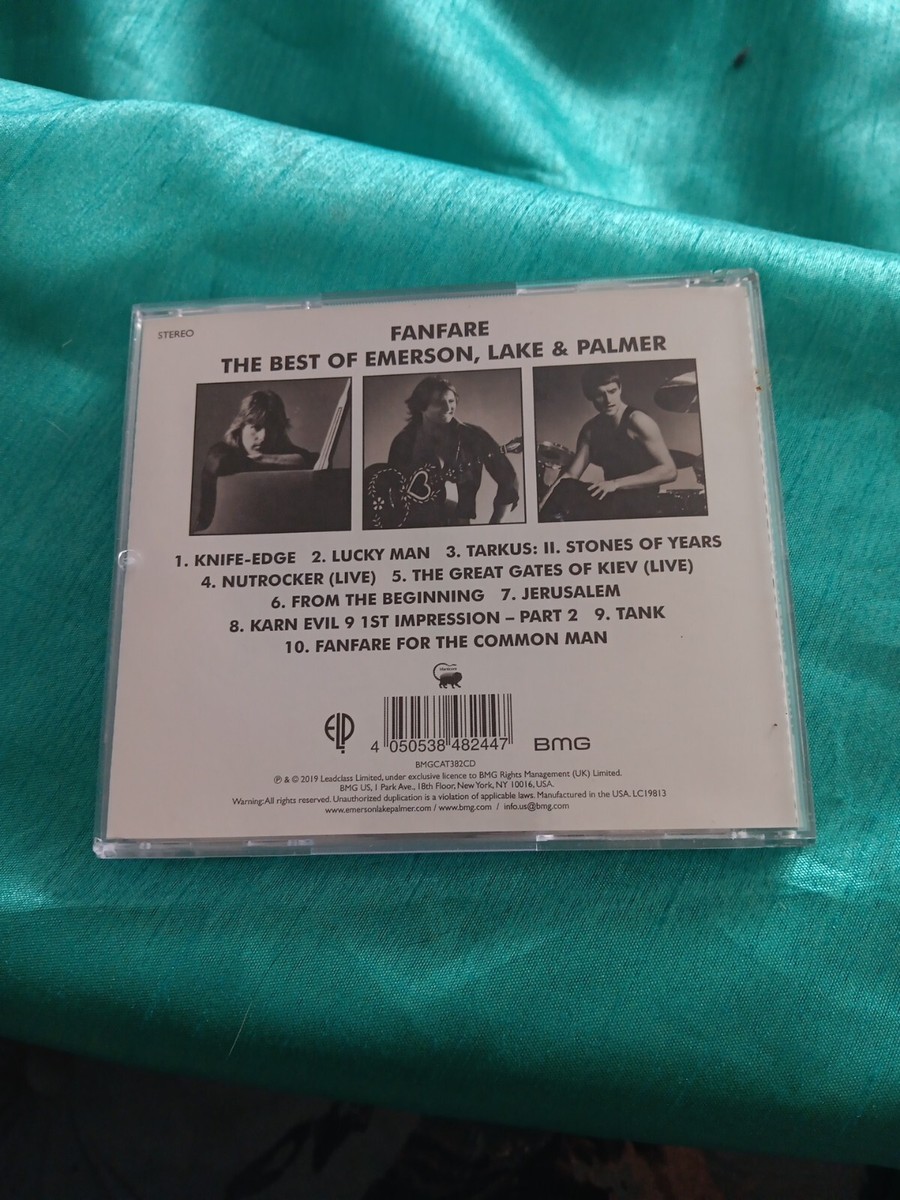 STEREO
FANFARE
THE BEST OF EMERSON, LAKE & PALMER
1. KNIFE-EDGE 2. LUCKY MAN 3. TARKUS: II. STONES OF YEARS
4. NUTROCKER (LIVE) 5. THE GREAT GATES OF KIEV (LIVE)
6. FROM THE BEGINNING 7. JERUSALEM
8. KARN EVIL 9 1ST IMPRESSION – PART 2 9. TANK
10. FANFARE FOR THE COMMON MAN
ELP
4 050538 482447
BMG
BMGCAT382CD
℗ & © 2019 Leadclass Limited, under exclusive licence to BMG Rights Management (UK) Limited.
BMG US, 1 Park Ave., 18th Floor, New York, NY 10016, USA.
Warning: All rights reserved. Unauthorized duplication is a violation of applicable laws. Manufactured in the USA. LC19813
www.emersonlakepalmer.com / www.bmg.com / info.us@bmg.com